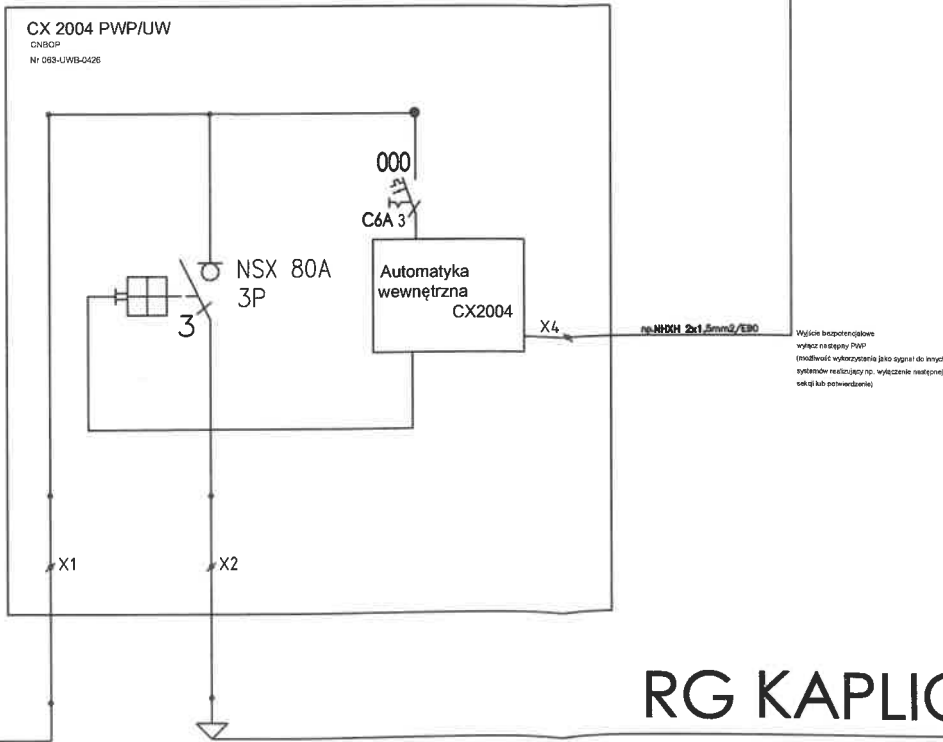 CX 2004 PWP/UW
CNBOP
Nr 063-UWB-0426
000
C6A 3
NSX 80A
3P
3
Automatyka
wewnętrzna
CX2004
X4
np.NHXH 2x1,5mm2/E90
Wyjście bezpotencjałowe
wyłącz następny PWP
(możliwość wykorzystania jako sygnał do innych
systemów realizujący np. wyłączenie następnej
sekcji lub potwierdzenie)
X1
X2
RG KAPLIC